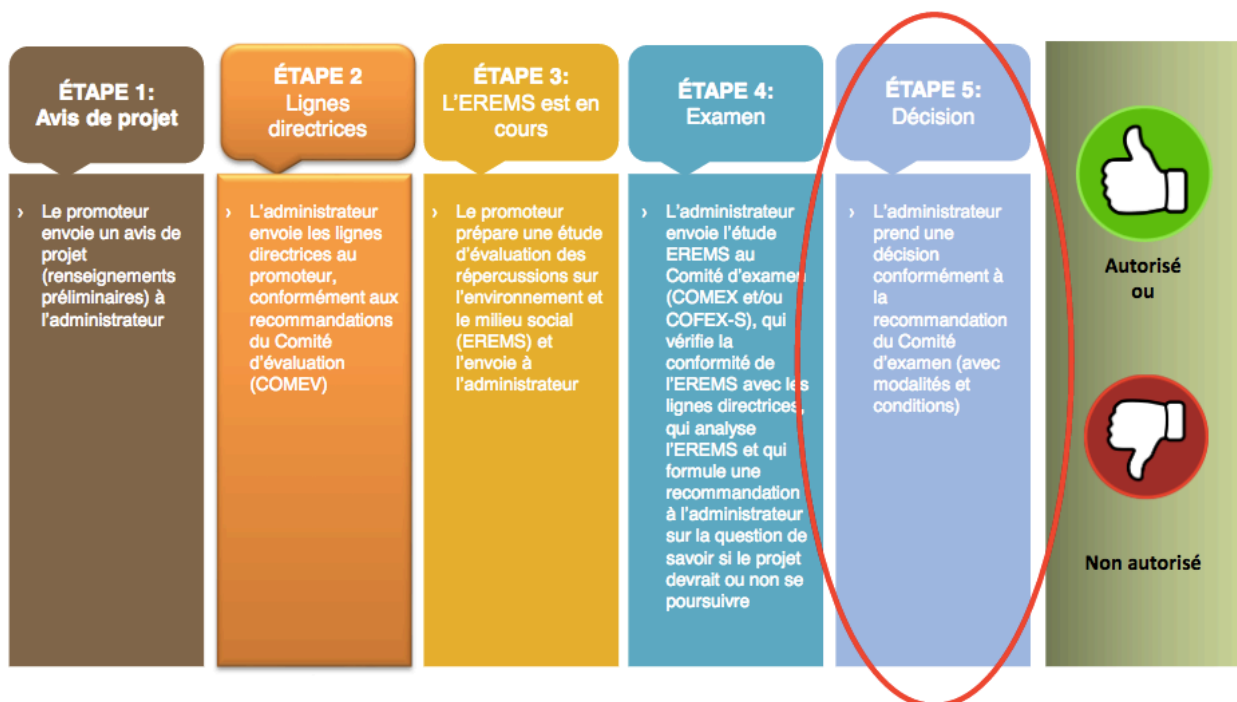 ÉTAPE 1:
Avis de projet
› Le promoteur
envoie un avis de
projet
(renseignements
préliminaires) à
l'administrateur
ÉTAPE 2
Lignes
directrices
› L'administrateur
envoie les lignes
directrices au
promoteur,
conformément aux
recommandations
du Comité
d'évaluation
(COMEV)
ÉTAPE 3:
L'EREMS est en
cours
› Le promoteur
prépare une étude
d'évaluation des
répercussions sur
l'environnement et
le milieu social
(EREMS) et
l'envoie à
l'administrateur
ÉTAPE 4:
Examen
› L'administrateur
envoie l'étude
EREMS au
Comité d'examen
(COMEX et/ou
COFEX-S), qui
vérifie la
conformité de
l'EREMS avec les
lignes directrices,
qui analyse
l'EREMS et qui
formule une
recommandation
à l'administrateur
sur la question de
savoir si le projet
devrait ou non se
poursuivre
ÉTAPE 5:
Décision
› L'administrateur
prend une
décision
conformément à
la
recommandation
du Comité
d'examen (avec
modalités et
conditions)
Autorisé
ou
Non autorisé